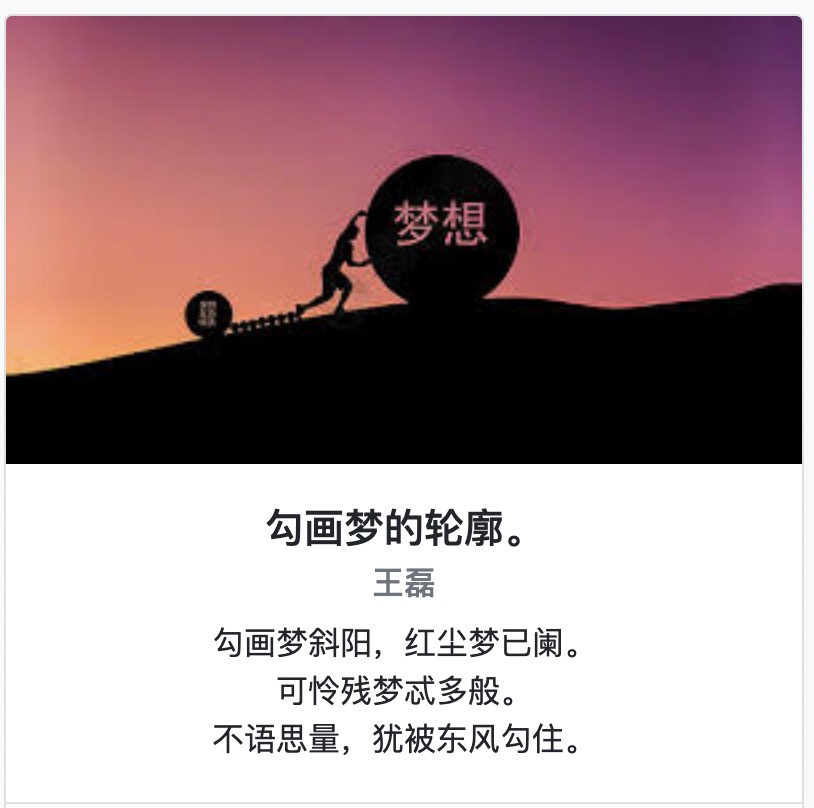 梦想
勾画梦的轮廓。
王磊
勾画梦斜阳，红尘梦已阑。
可怜残梦忒多般。
不语思量，犹被东风勾住。